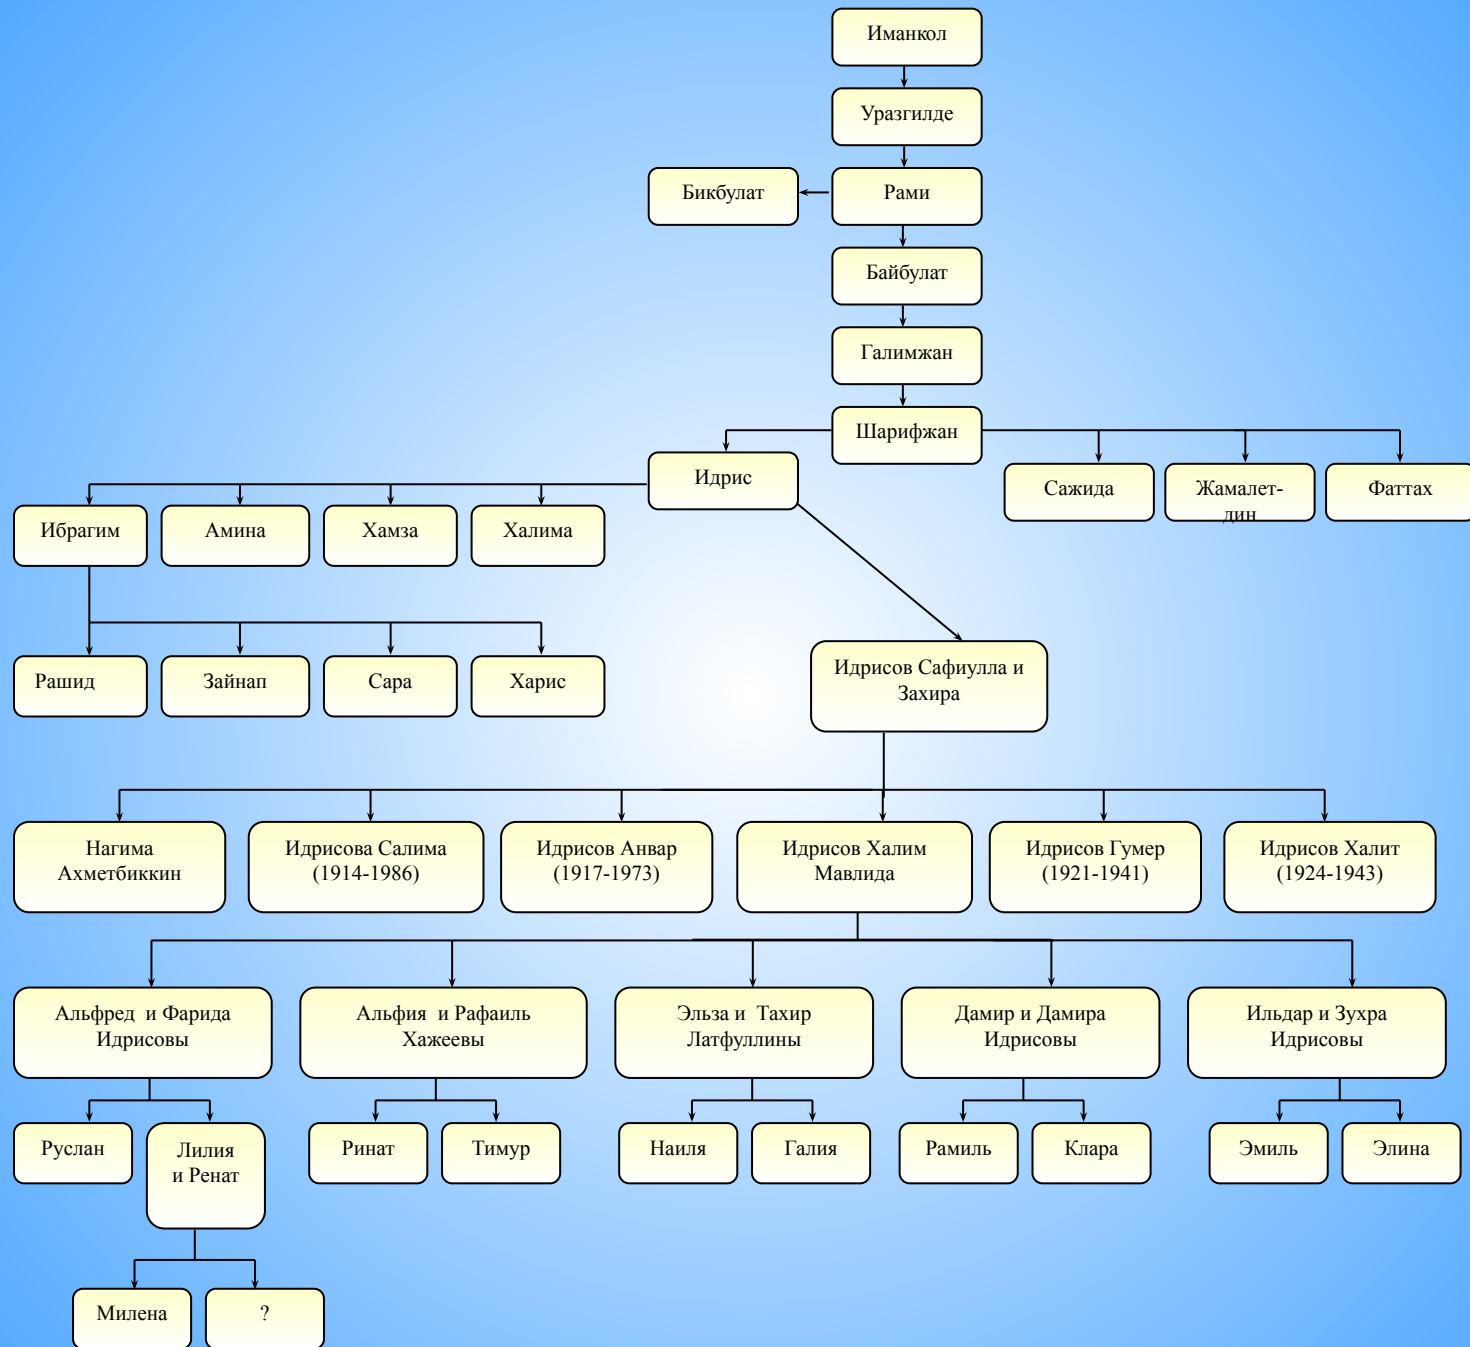 Иманкол
Уразгилде
Бикбулат
Рами
Байбулат
Галимжан
Шарифжан
Идрис
Сажида
Жамалет-
дин
Фаттах
Ибрагим
Амина
Хамза
Халима
Рашид
Зайнап
Сара
Харис
Идрисов Сафиулла и
Захира
Нагима
Ахметбиккин
Идрисова Салима
(1914-1986)
Идрисов Анвар
(1917-1973)
Идрисов Халим
Мавлида
Идрисов Гумер
(1921-1941)
Идрисов Халит
(1924-1943)
Альфред и Фарида
Идрисовы
Альфия и Рафаиль
Хажеевы
Эльза и Тахир
Латфуллины
Дамир и Дамира
Идрисовы
Ильдар и Зухра
Идрисовы
Руслан
Лилия
и Ренат
Ринат
Тимур
Наиля
Галия
Рамиль
Клара
Эмиль
Элина
Милена
?